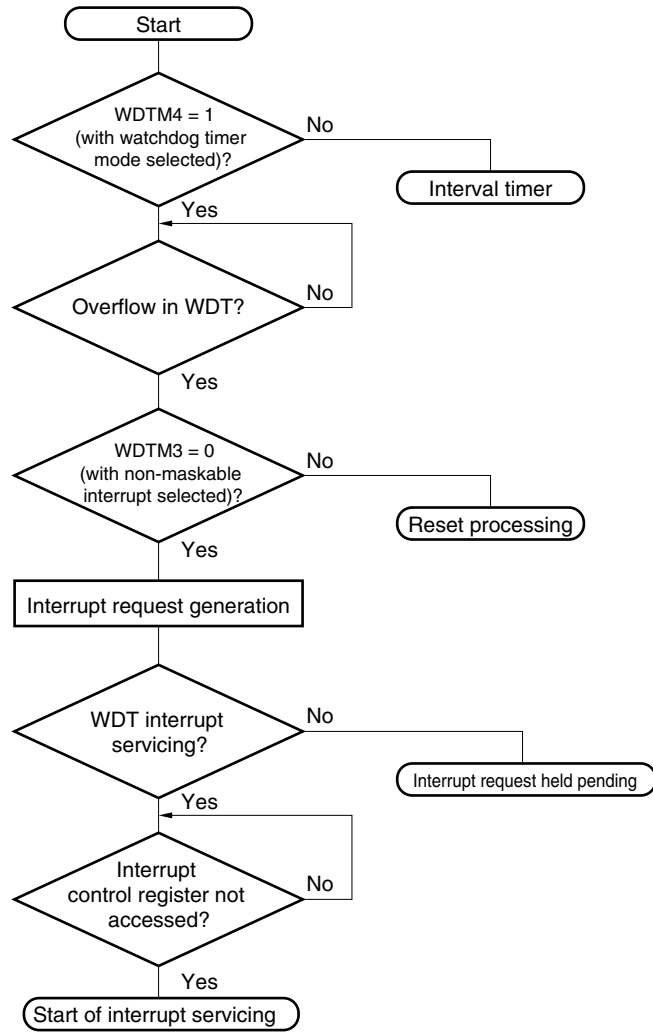 Start
WDTM4 = 1
(with watchdog timer
mode selected)?
No
Interval timer
Yes
Overflow in WDT?
No
Yes
WDTM3 = 0
(with non-maskable
interrupt selected)?
No
Reset processing
Yes
Interrupt request generation
WDT interrupt
servicing?
No
Interrupt request held pending
Yes
Interrupt
control register not
accessed?
No
Yes
Start of interrupt servicing